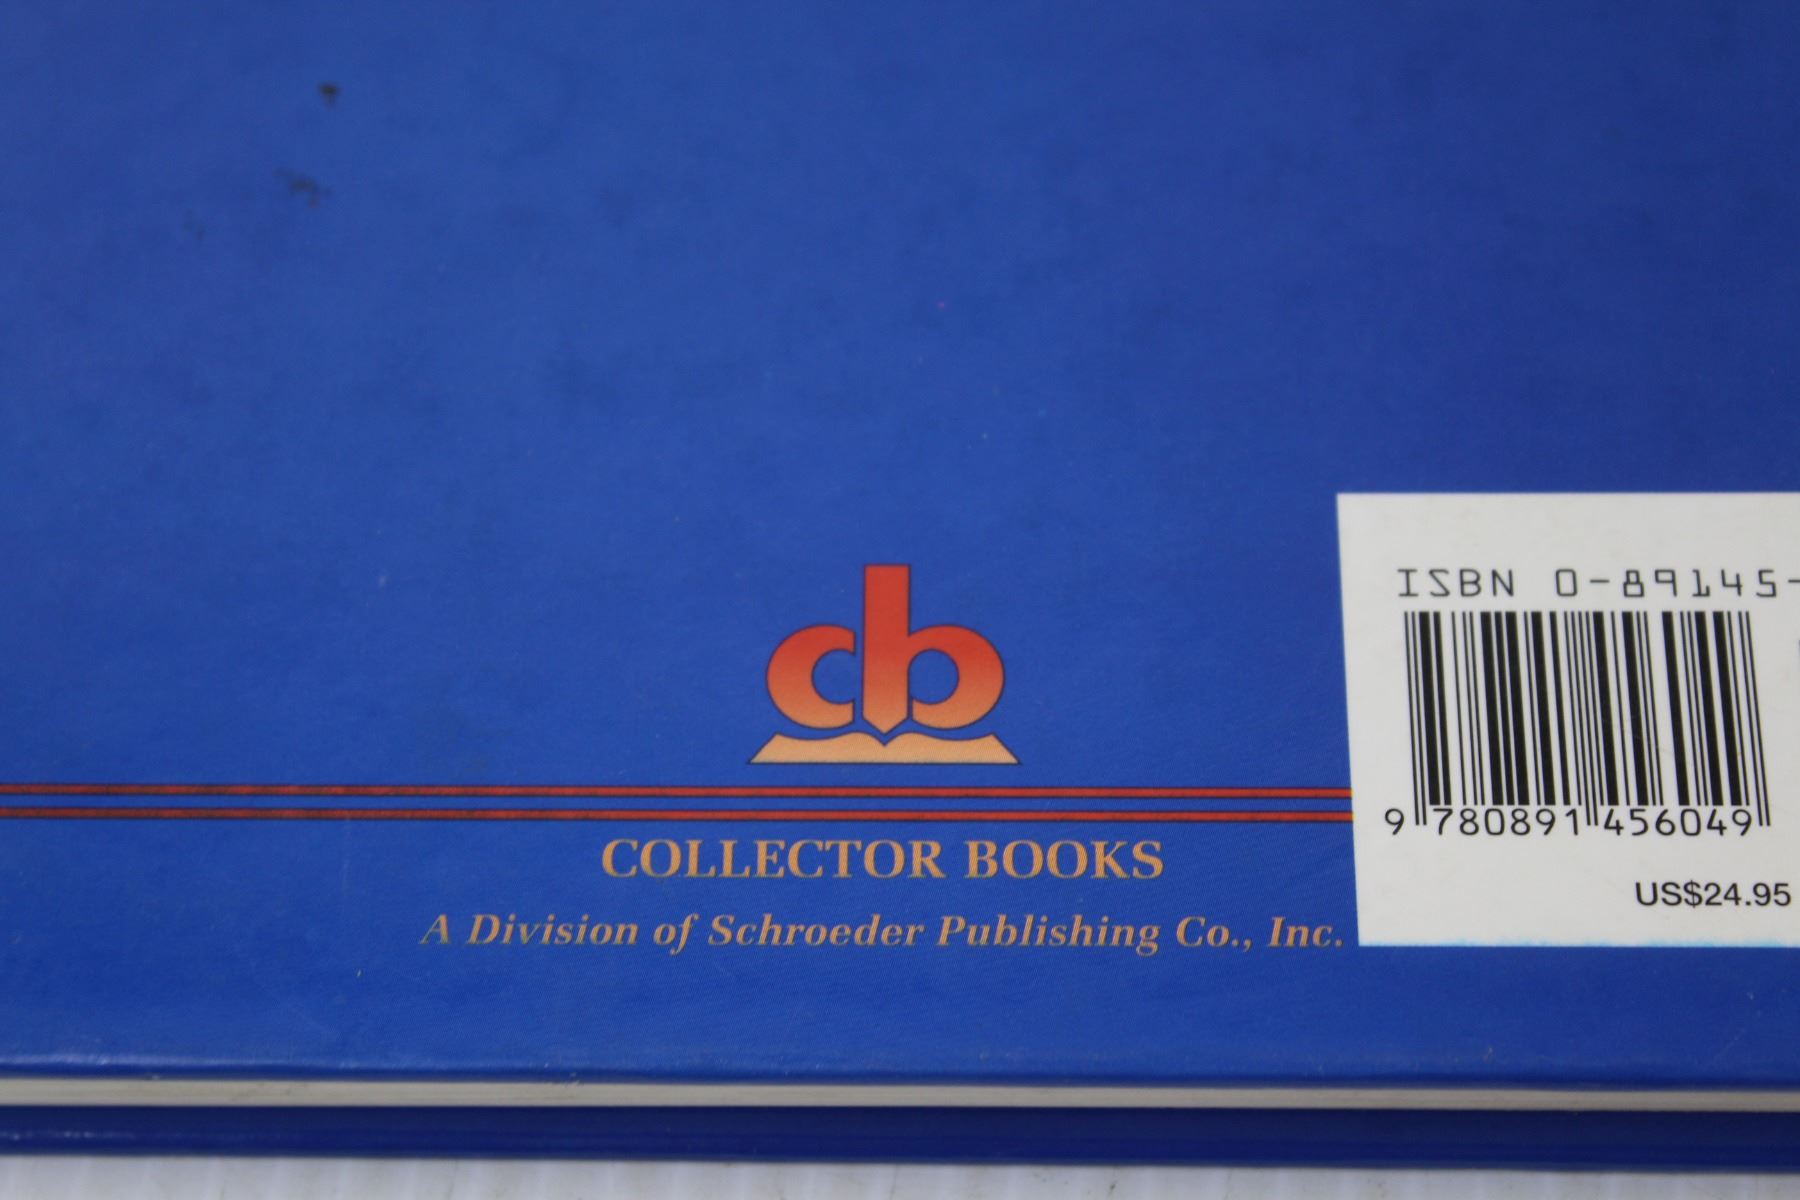 cb
COLLECTOR BOOKS
A Division of Schroeder Publishing Co., Inc.
ISBN 0-89145-
9 780891 456049
US$24.95